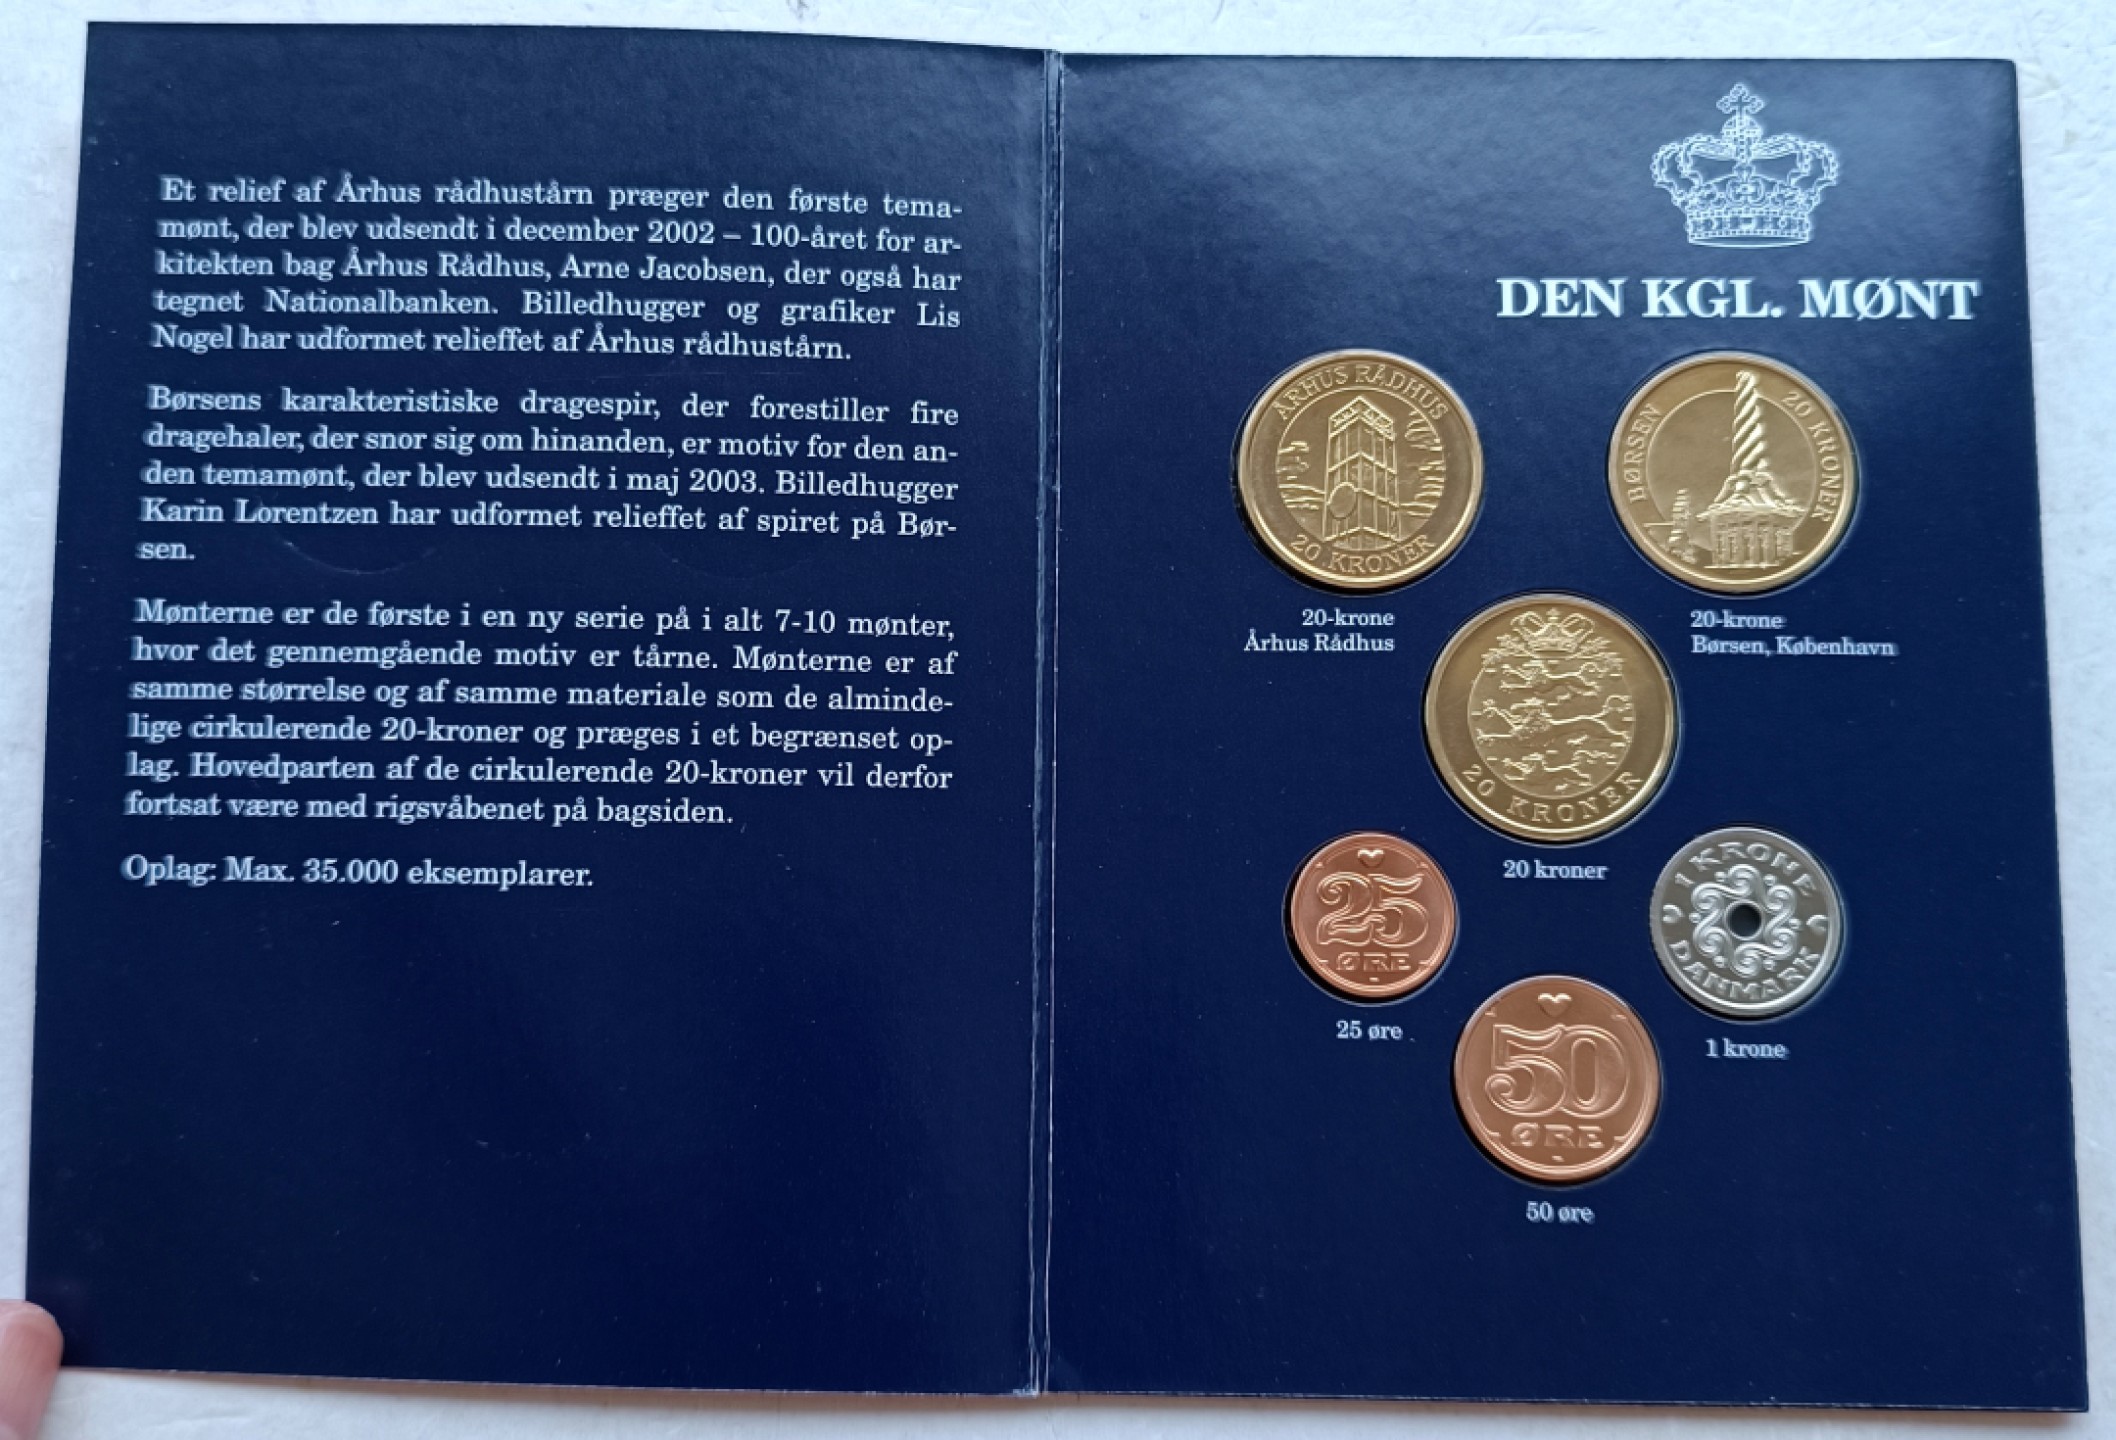 Et relief af Århus rådhustårn præger den første tema-
mønt, der blev udsendt i december 2002 – 100-året for ar-
kitekten bag Århus Rådhus, Arne Jacobsen, der også har
tegnet Nationalbanken. Billedhugger og grafiker Lis
Nogel har udformet relieffet af Århus rådhustårn.
Børsens karakteristiske dragespir, der forestiller fire
dragehaler, der snor sig om hinanden, er motiv for den an-
den temamønt, der blev udsendt i maj 2003. Billedhugger
Karin Lorentzen har udformet relieffet af spiret på Bør-
sen.
Mønterne er de første i en ny serie på i alt 7-10 mønter,
hvor det gennemgående motiv er tårne. Mønterne er af
samme størrelse og af samme materiale som de alminde-
lige cirkulerende 20-kroner og præges i et begrænset op-
lag. Hovedparten af de cirkulerende 20-kroner vil derfor
fortsat være med rigsvåbenet på bagsiden.
Oplag: Max. 35.000 eksemplarer.
DEN KGL. MØNT
ÅRHUS RÅDHUS
20 KRONER
BØRSEN
20 KRONER
20-krone
Århus Rådhus
20-krone
Børsen, København
20 KRONER
20 kroner
25
ØRE
25 øre
1 KRONE
DANMARK
1 krone
50
ØRE
50 øre